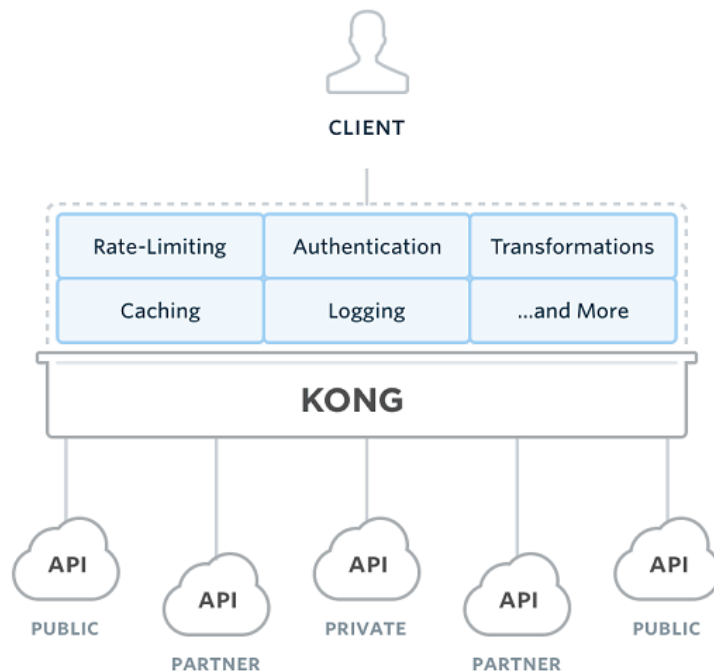 CLIENT
Rate-Limiting Authentication Transformations
Caching Logging ...and More
KONG
API API API API API
PUBLIC PARTNER PRIVATE PARTNER PUBLIC